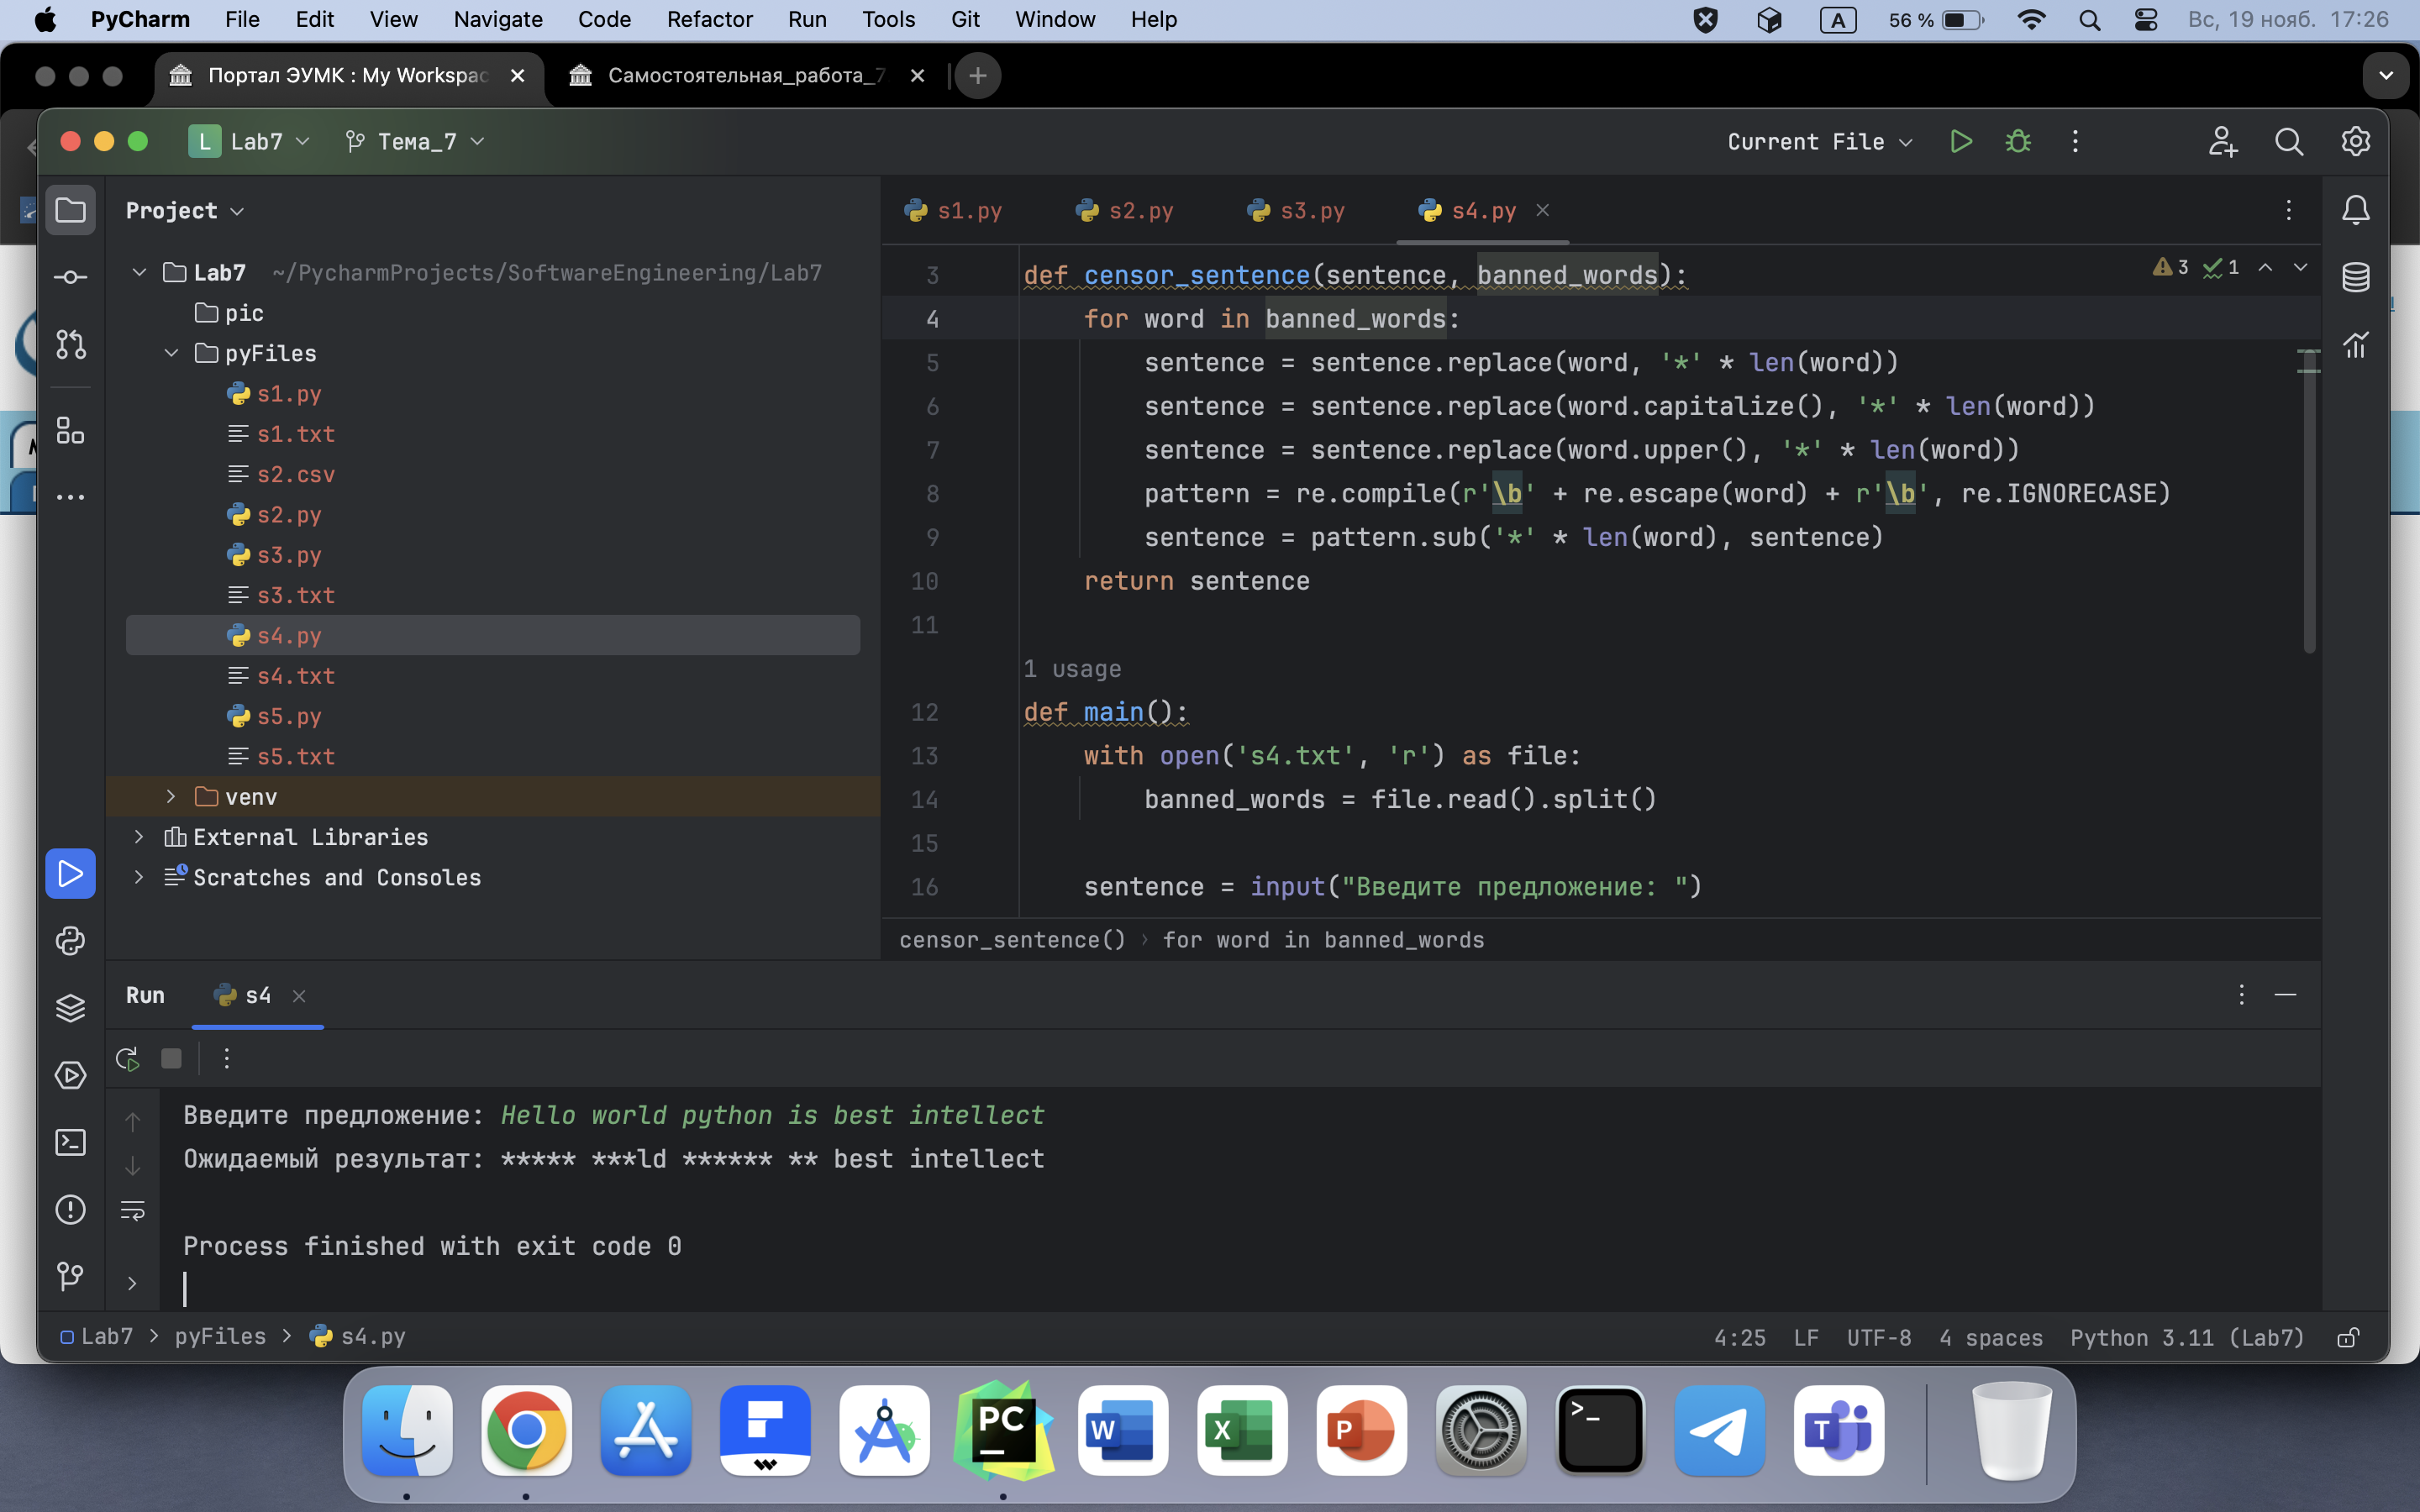 PyCharm File Edit View Navigate Code Refactor Run Tools Git Window Help A 56 % Вс, 19 нояб. 17:26
Портал ЭУМК : My Workspac Самостоятельная_работа_7
L Lab7 Тема_7 Current File
Project
s1.py s2.py s3.py s4.py
Lab7 ~/PycharmProjects/SoftwareEngineering/Lab7
pic
pyFiles
s1.py
s1.txt
s2.csv
s2.py
s3.py
s3.txt
s4.py
s4.txt
s5.py
s5.txt
venv
External Libraries
Scratches and Consoles
3 1
3 def censor_sentence(sentence, banned_words):
4 for word in banned_words:
5 sentence = sentence.replace(word, '*' * len(word))
6 sentence = sentence.replace(word.capitalize(), '*' * len(word))
7 sentence = sentence.replace(word.upper(), '*' * len(word))
8 pattern = re.compile(r'\b' + re.escape(word) + r'\b', re.IGNORECASE)
9 sentence = pattern.sub('*' * len(word), sentence)
10 return sentence
11
1 usage
12 def main():
13 with open('s4.txt', 'r') as file:
14 banned_words = file.read().split()
15
16 sentence = input("Введите предложение: ")
censor_sentence() › for word in banned_words
Run s4
Введите предложение: Hello world python is best intellect
Ожидаемый результат: ***** ***ld ****** ** best intellect
Process finished with exit code 0
Lab7 > pyFiles > s4.py 4:25 LF UTF-8 4 spaces Python 3.11 (Lab7)
PC W X P >_ T